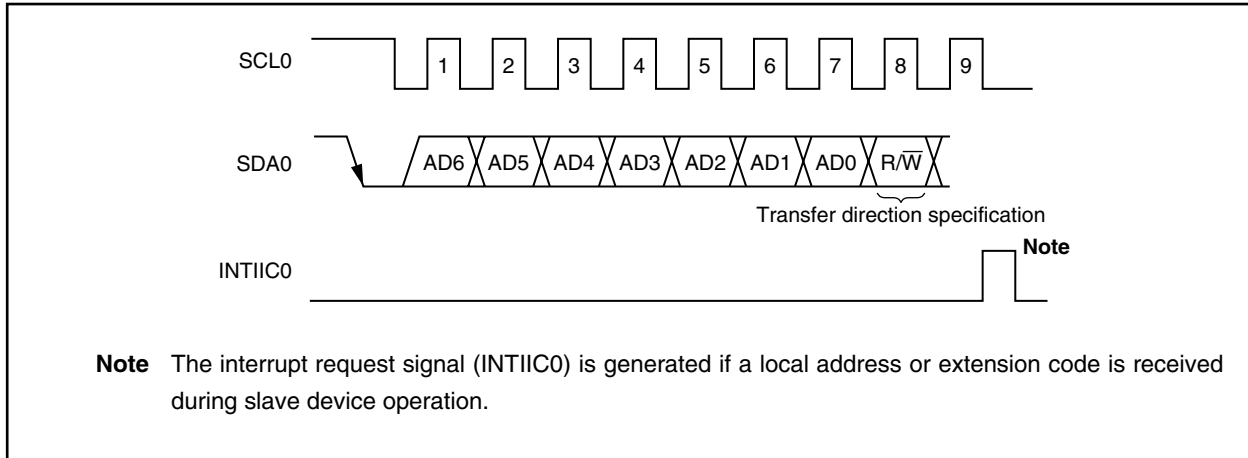 SCL0
1 2 3 4 5 6 7 8 9
SDA0
AD6 AD5 AD4 AD3 AD2 AD1 AD0 R/W̅
Transfer direction specification
INTIIC0
Note
Note The interrupt request signal (INTIIC0) is generated if a local address or extension code is received
during slave device operation.